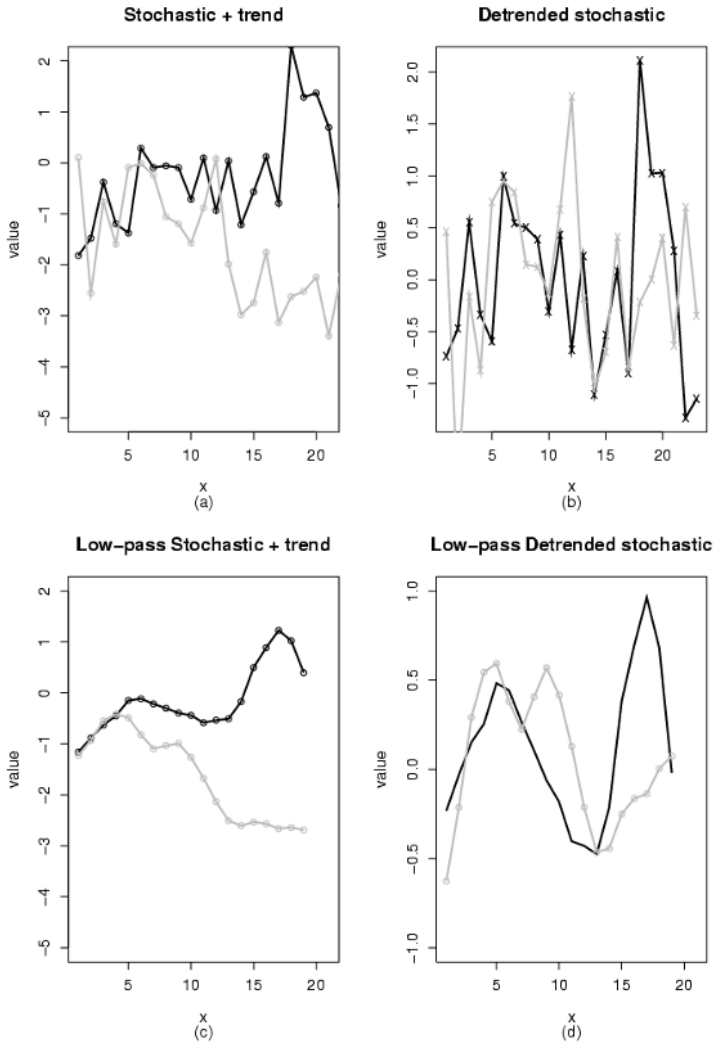 Stochastic + trend
Detrended stochastic
value
2
1
0
−1
−2
−3
−4
−5
5 10 15 20
x
(a)
value
2.0
1.5
1.0
0.5
0.0
−1.0
5 10 15 20
x
(b)
Low−pass Stochastic + trend
Low−pass Detrended stochastic
value
2
1
0
−1
−2
−3
−4
−5
5 10 15 20
x
(c)
value
1.0
0.5
0.0
−0.5
−1.0
5 10 15 20
x
(d)